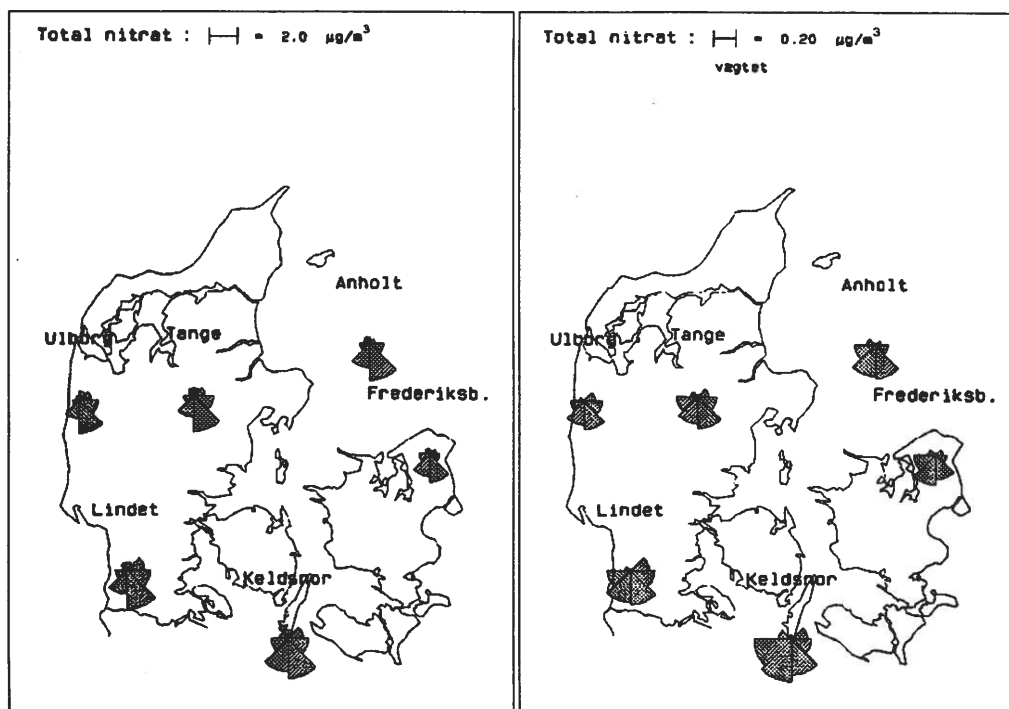 Total nitrat : = 2.0 µg/m³
Anholt
Ulborg
Tange
Frederiksb.
Lindet
Keldsnor
Total nitrat : = 0.20 µg/m³
vægtet
Anholt
Ulborg
Tange
Frederiksb.
Lindet
Keldsnor